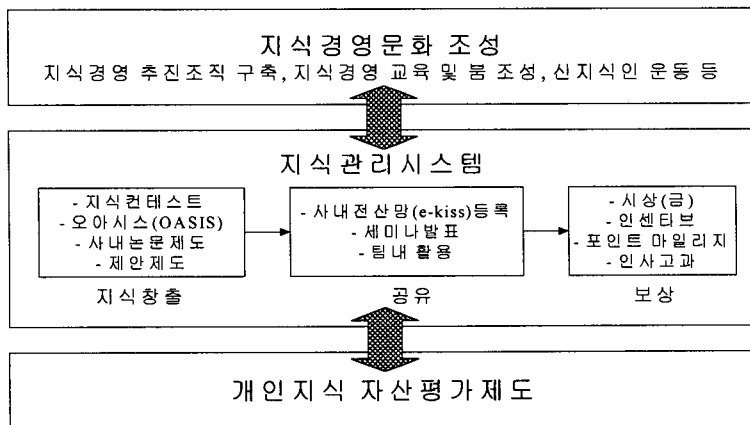 지식경영문화 조성
지식경영 추진조직 구축, 지식경영 교육 및 붐 조성, 신지식인 운동 등
지식관리시스템
- 지식컨테스트
- 오아시스(OASIS)
- 사내논문제도
- 제안제도
지식창출
- 사내전산망(e-kiss)등록
- 세미나발표
- 팀내 활용
공유
- 시상(금)
- 인센티브
- 포인트 마일리지
- 인사고과
보상
개인지식 자산평가제도